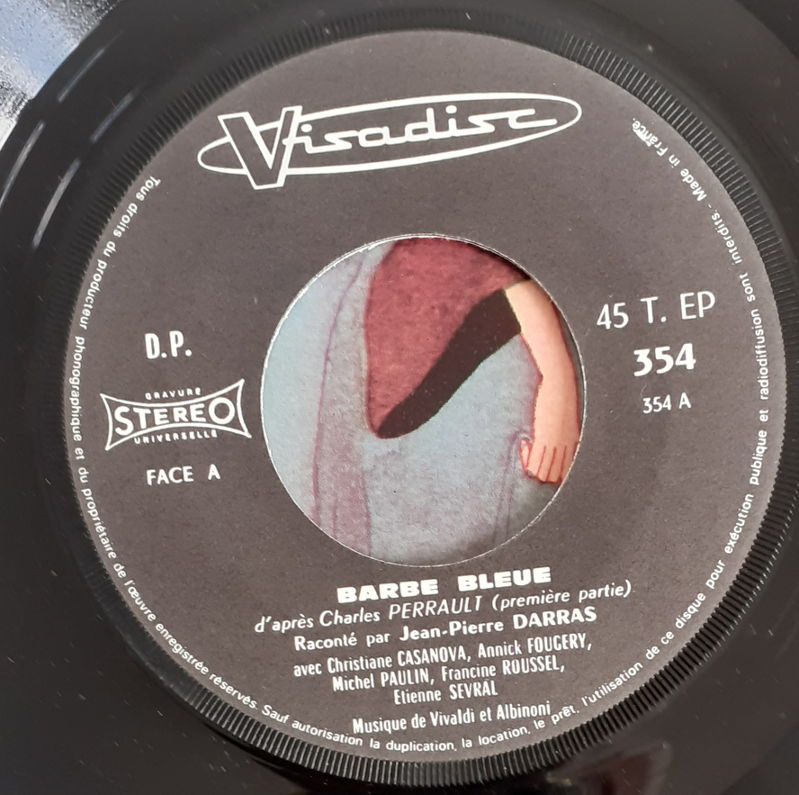 Visadisc
D.P.
GRAVURE
STEREO
UNIVERSELLE
FACE A
45 T. EP
354
354 A
BARBE BLEUE
d'après Charles PERRAULT (première partie)
Raconté par Jean-Pierre DARRAS
avec Christiane CASANOVA, Annick FOUGERY,
Michel PAULIN, Francine ROUSSEL,
Etienne SEVRAL
Musique de Vivaldi et Albinoni
Tous droits du producteur phonographique et du propriétaire de l'œuvre enregistrée réservés. Sauf autorisation la duplication, la location, le prêt, l'utilisation de ce disque pour exécution publique et radiodiffusion sont interdits. - Made in France.